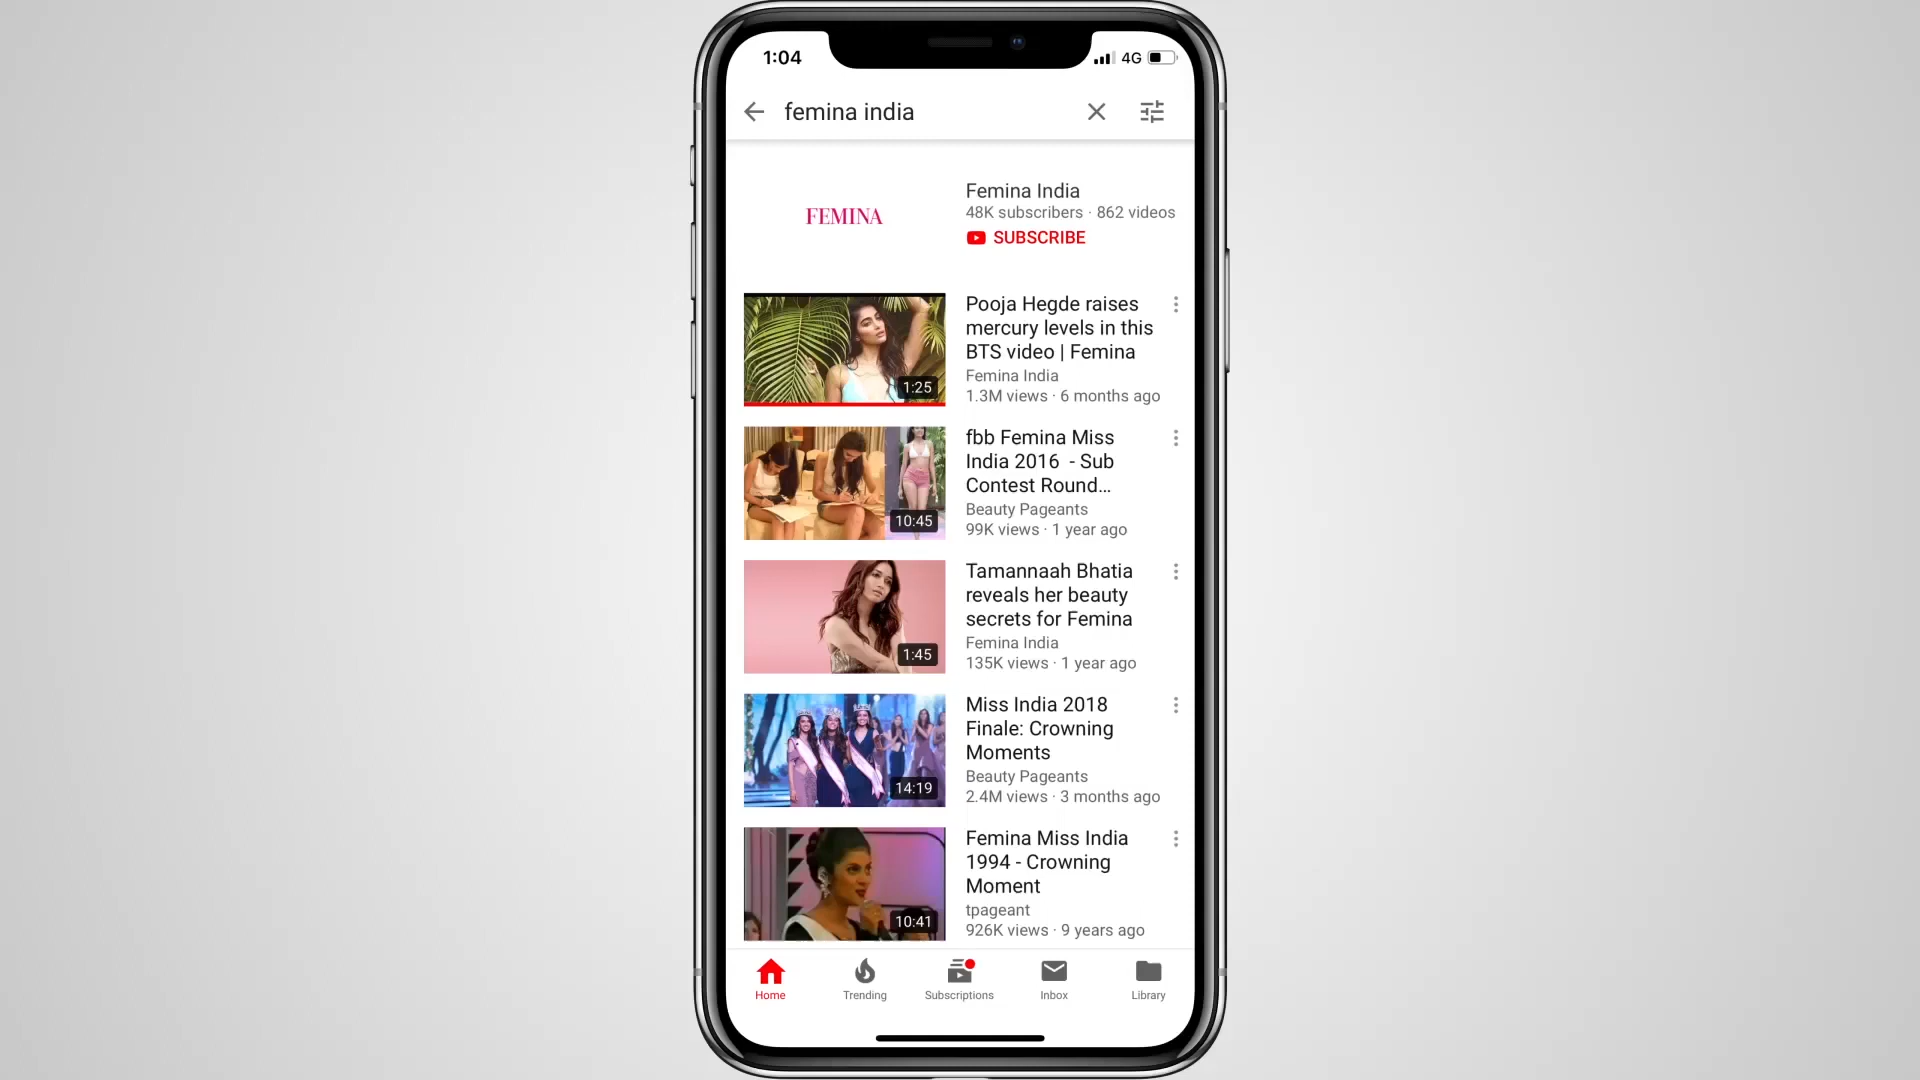 1:04
4G
femina india
FEMINA
Femina India
48K subscribers · 862 videos
SUBSCRIBE
Pooja Hegde raises
mercury levels in this
BTS video | Femina
Femina India
1.3M views · 6 months ago
1:25
fbb Femina Miss
India 2016 - Sub
Contest Round...
Beauty Pageants
99K views · 1 year ago
10:45
Tamannaah Bhatia
reveals her beauty
secrets for Femina
Femina India
135K views · 1 year ago
1:45
Miss India 2018
Finale: Crowning
Moments
Beauty Pageants
2.4M views · 3 months ago
14:19
Femina Miss India
1994 - Crowning
Moment
tpageant
926K views · 9 years ago
10:41
Home
Trending
Subscriptions
Inbox
Library